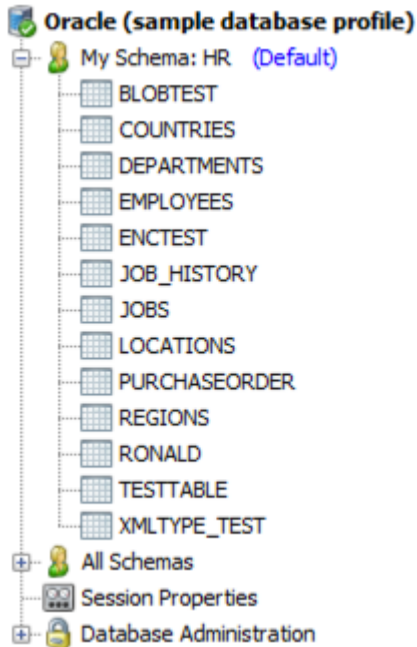 Oracle (sample database profile)
My Schema: HR (Default)
BLOBTEST
COUNTRIES
DEPARTMENTS
EMPLOYEES
ENCTEST
JOB_HISTORY
JOBS
LOCATIONS
PURCHASEORDER
REGIONS
RONALD
TESTTABLE
XMLTYPE_TEST
All Schemas
Session Properties
Database Administration